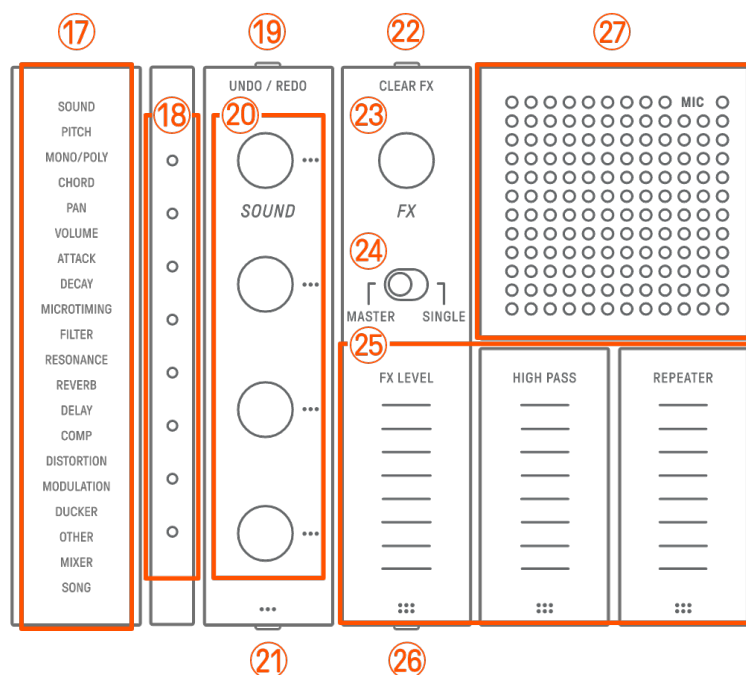 17
19
22
27
UNDO / REDO
CLEAR FX
SOUND
PITCH
MONO/POLY
CHORD
PAN
VOLUME
ATTACK
DECAY
MICROTIMING
FILTER
RESONANCE
REVERB
DELAY
COMP
DISTORTION
MODULATION
DUCKER
OTHER
MIXER
SONG
18
20
SOUND
23
FX
24
MASTER SINGLE
MIC
25
FX LEVEL
HIGH PASS
REPEATER
21
26